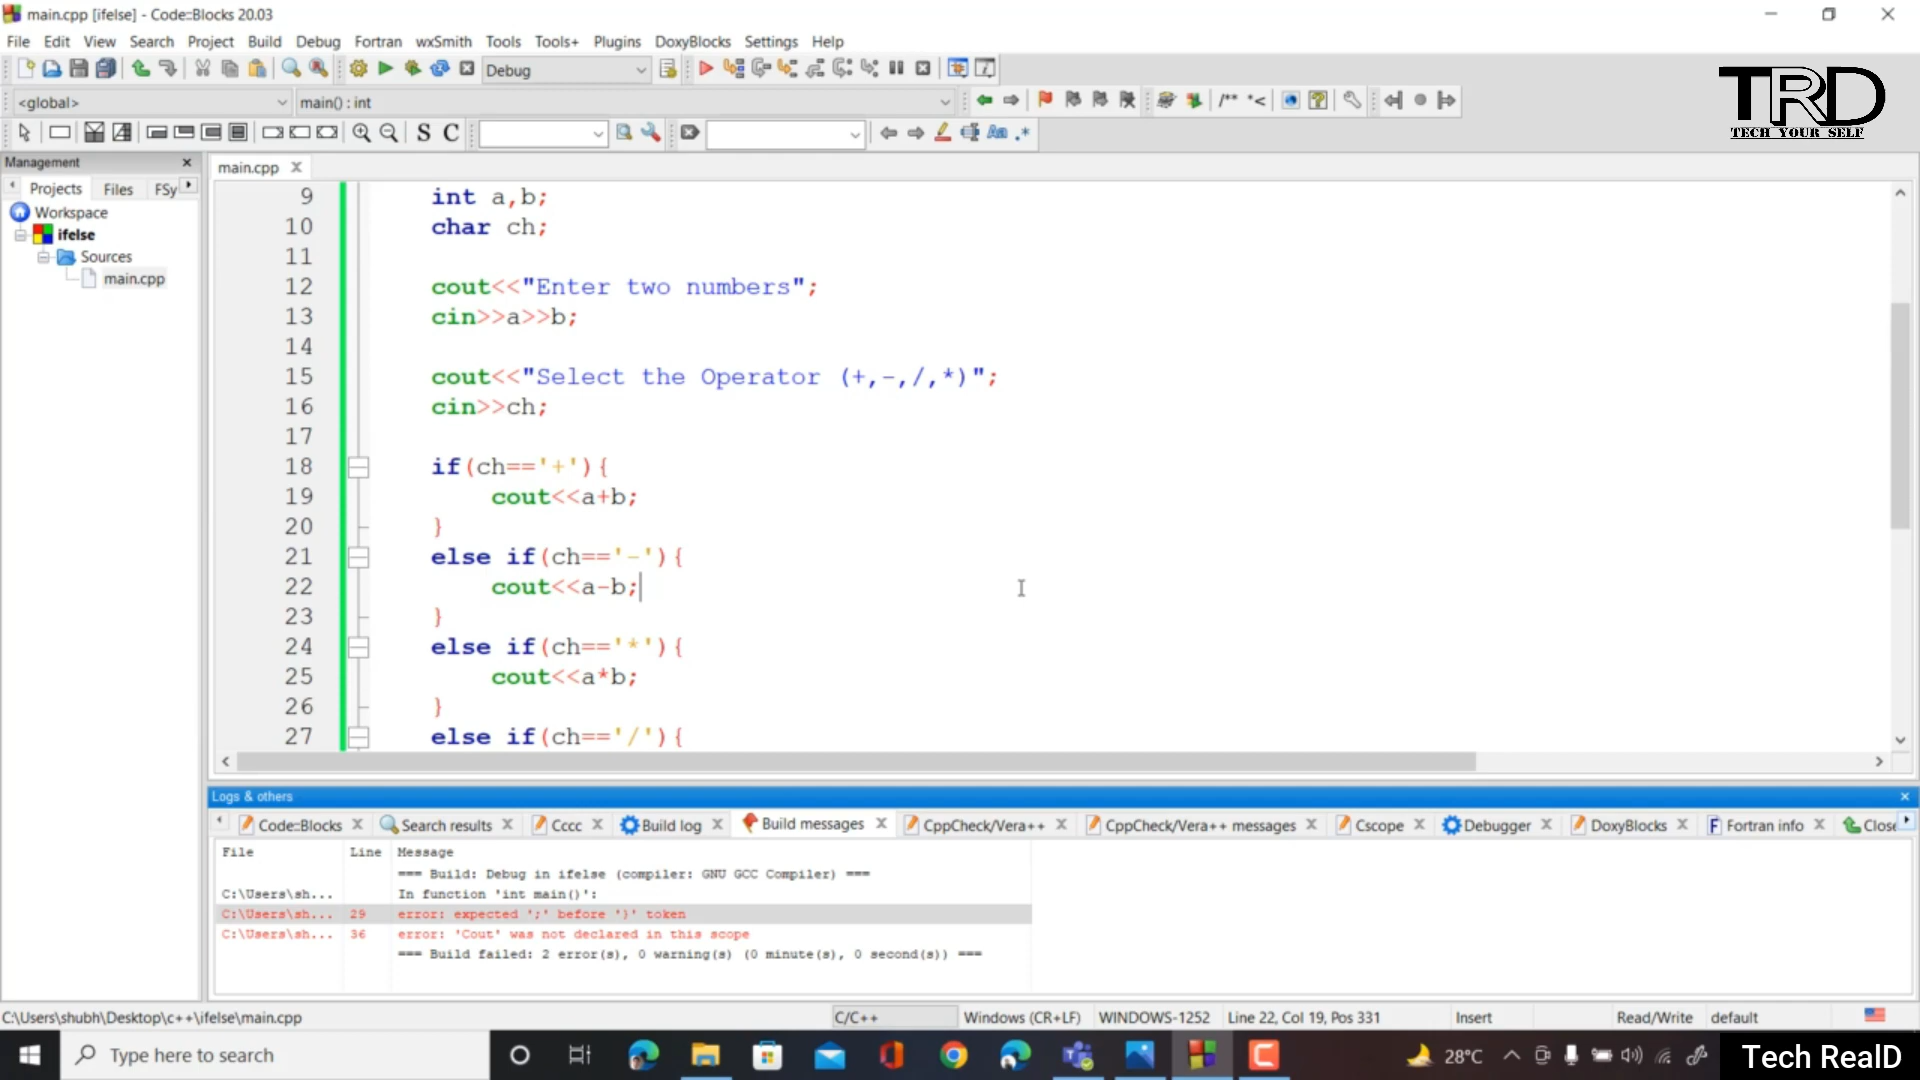 main.cpp [ifelse] - Code::Blocks 20.03
File Edit View Search Project Build Debug Fortran wxSmith Tools Tools+ Plugins DoxyBlocks Settings Help
Debug
<global> main() : int
/** *<
S C
Aa .*
TRD
TECH YOUR SELF
Management
Projects Files FSy
Workspace
ifelse
Sources
main.cpp
main.cpp
9 int a,b;
10 char ch;
11
12 cout<<"Enter two numbers";
13 cin>>a>>b;
14
15 cout<<"Select the Operator (+,-,/,*)";
16 cin>>ch;
17
18 if(ch=='+'){
19 cout<<a+b;
20 }
21 else if(ch=='-'){
22 cout<<a-b;
23 }
24 else if(ch=='*'){
25 cout<<a*b;
26 }
27 else if(ch=='/'){
Logs & others
Code::Blocks Search results Cccc Build log Build messages CppCheck/Vera++ CppCheck/Vera++ messages Cscope Debugger DoxyBlocks Fortran info Close
File Line Message
=== Build: Debug in ifelse (compiler: GNU GCC Compiler) ===
C:\Users\sh... In function 'int main()':
C:\Users\sh... 29 error: expected ';' before '}' token
C:\Users\sh... 36 error: 'Cout' was not declared in this scope
=== Build failed: 2 error(s), 0 warning(s) (0 minute(s), 0 second(s)) ===
C:\Users\shubh\Desktop\c++\ifelse\main.cpp C/C++ Windows (CR+LF) WINDOWS-1252 Line 22, Col 19, Pos 331 Insert Read/Write default
Type here to search
28°C
Tech RealD